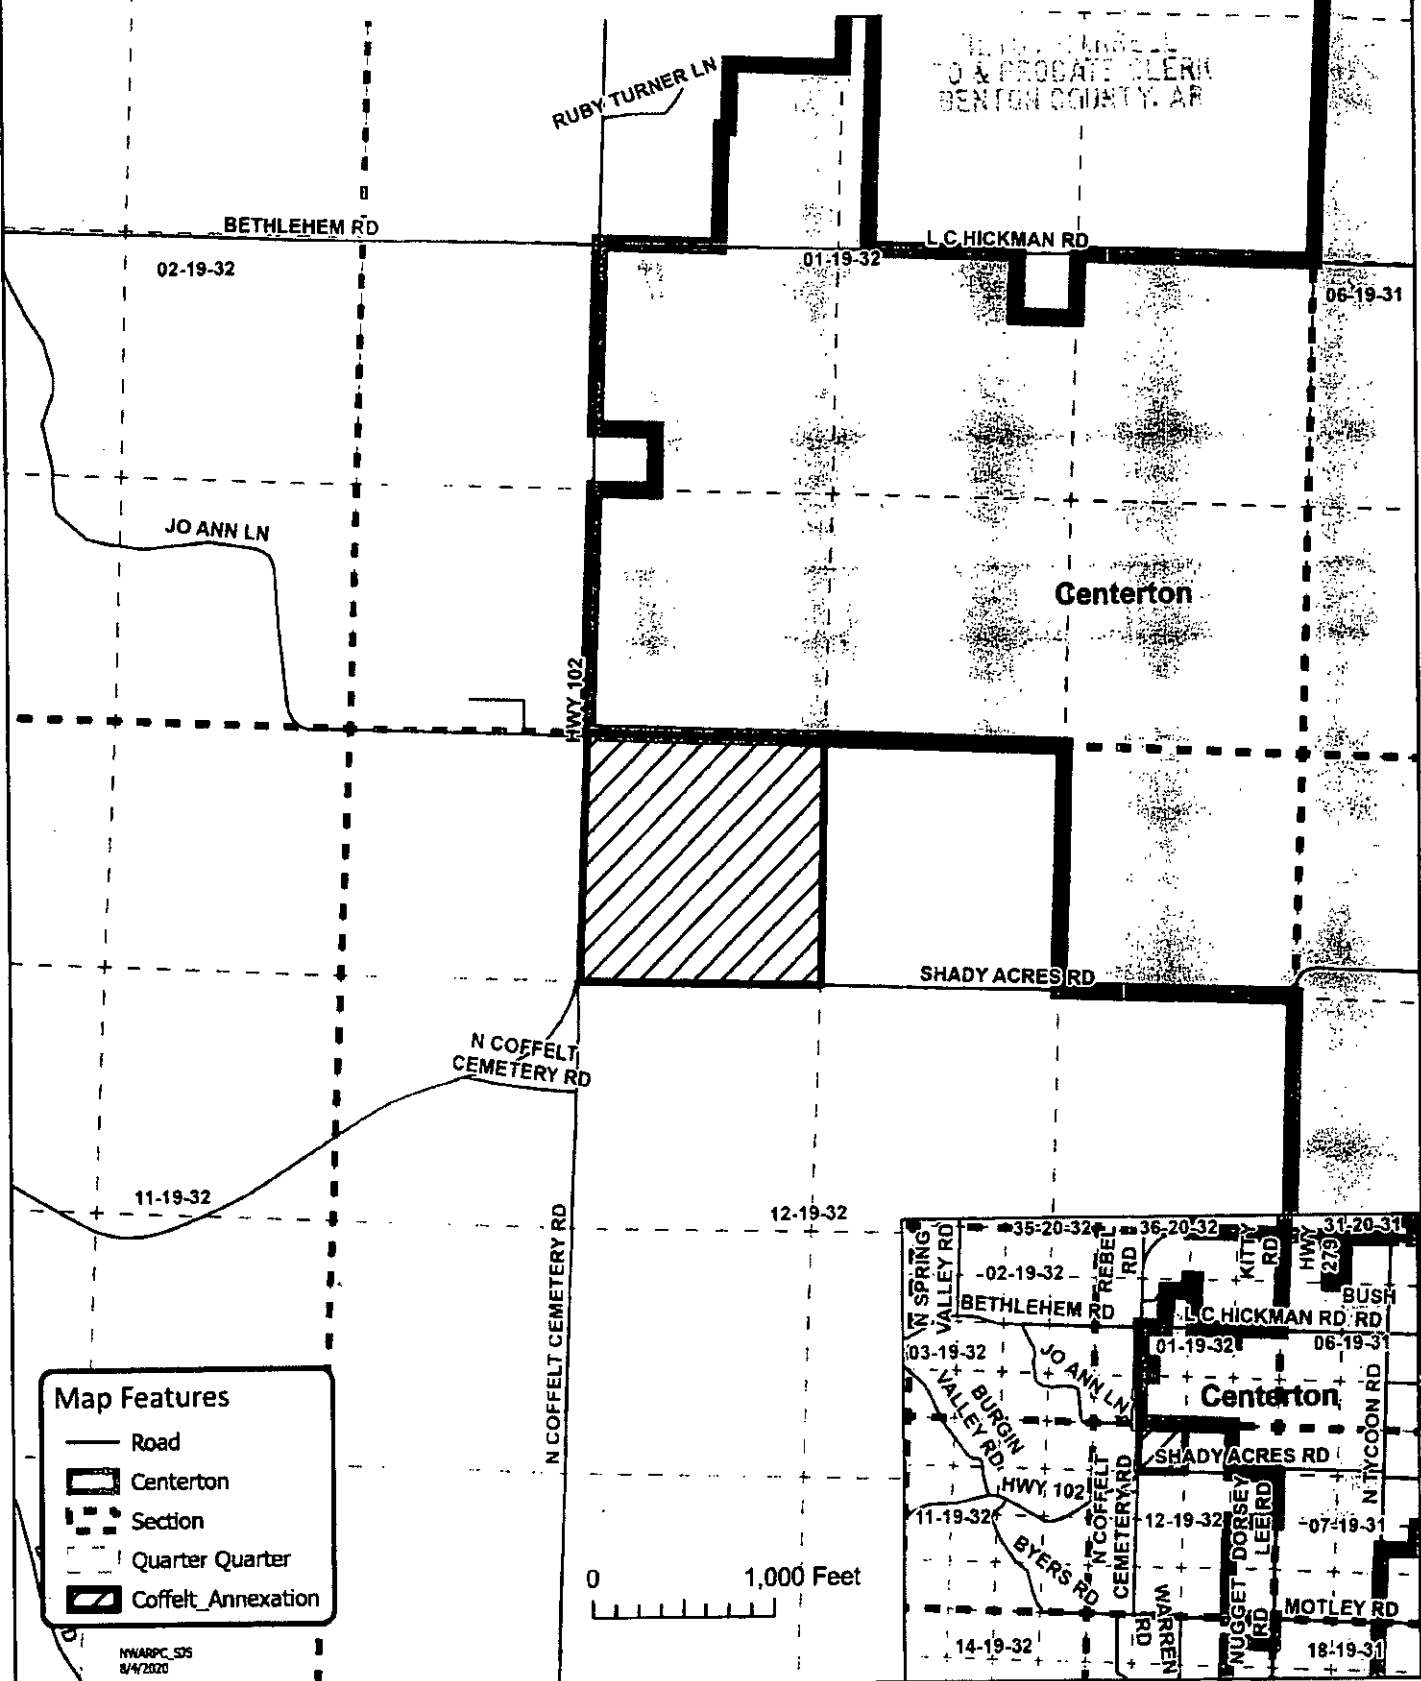 RUBY TURNER LN
CO & PROBATE CLERK
BENTON COUNTY, AR
BETHLEHEM RD
L C HICKMAN RD
02-19-32
01-19-32
06-19-31
JO ANN LN
Centerton
HWY 102
SHADY ACRES RD
N COFFELT
CEMETERY RD
11-19-32
12-19-32
N COFFELT CEMETERY RD
Map Features
Road
Centerton
Section
Quarter Quarter
Coffelt_Annexation
NWARPC_SJS
8/4/2020
0 1,000 Feet
35-20-32
36-20-32
31-20-31
N SPRING
VALLEY RD
REBEL
RD
KITTY
RD
HWY
279
02-19-32
BETHLEHEM RD
BUSH
RD
L C HICKMAN RD
03-19-32
01-19-32
06-19-31
JO ANN LN
BURGIN
VALLEY RD
Centerton
N TYCOON RD
SHADY ACRES RD
HWY 102
N COFFELT
CEMETERY RD
11-19-32
12-19-32
DORSEY
LEE RD
07-19-31
BYERS RD
WARREN
RD
NUGGET
RD
MOTLEY RD
14-19-32
18-19-31